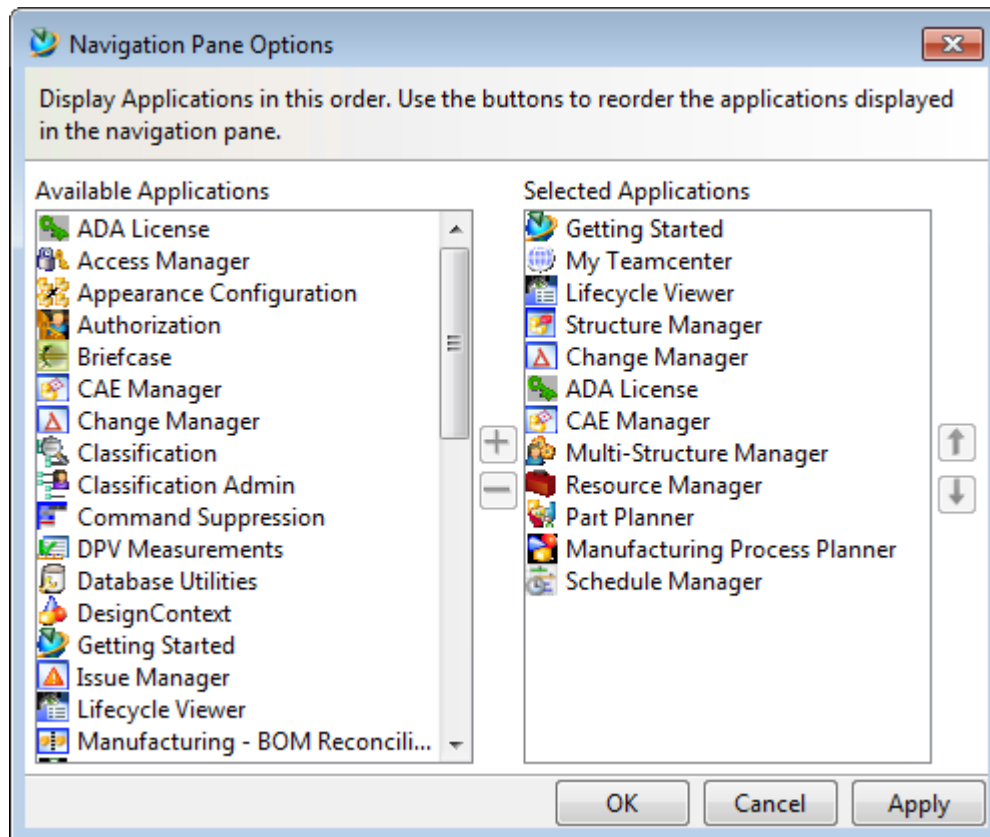 Navigation Pane Options
Display Applications in this order. Use the buttons to reorder the applications displayed
in the navigation pane.
Available Applications
ADA License
Access Manager
Appearance Configuration
Authorization
Briefcase
CAE Manager
Change Manager
Classification
Classification Admin
Command Suppression
DPV Measurements
Database Utilities
DesignContext
Getting Started
Issue Manager
Lifecycle Viewer
Manufacturing - BOM Reconcili...
Selected Applications
Getting Started
My Teamcenter
Lifecycle Viewer
Structure Manager
Change Manager
ADA License
CAE Manager
Multi-Structure Manager
Resource Manager
Part Planner
Manufacturing Process Planner
Schedule Manager
OK
Cancel
Apply